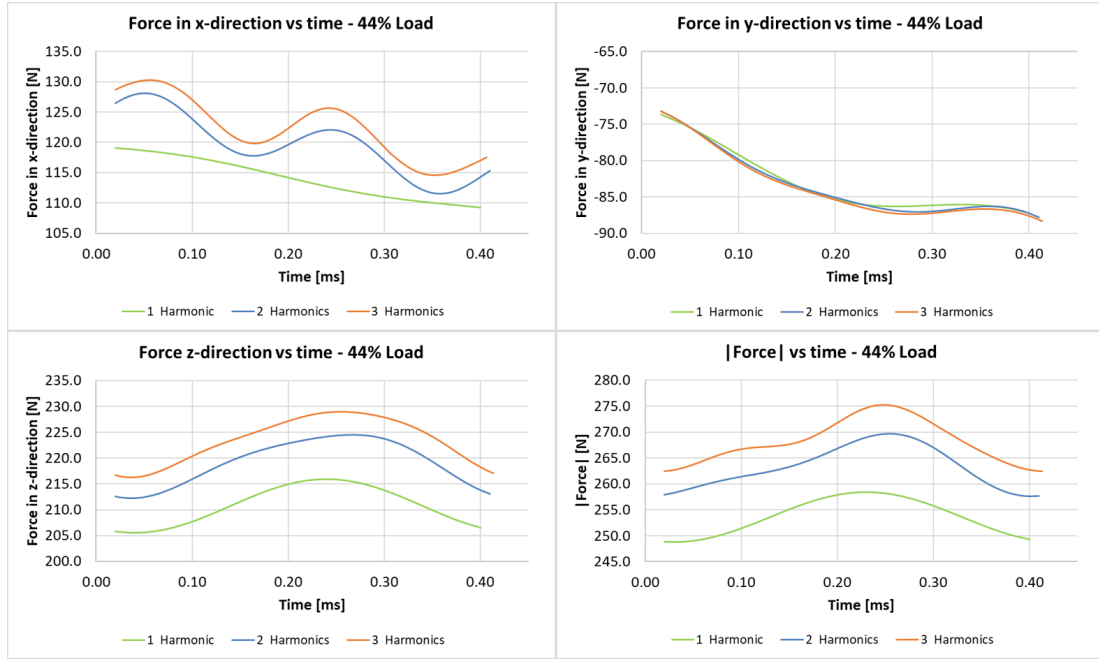 Force in x-direction vs time - 44% Load
Force in x-direction [N]
135.0
130.0
125.0
120.0
115.0
110.0
105.0
0.00 0.10 0.20 0.30 0.40
Time [ms]
1 Harmonic 2 Harmonics 3 Harmonics
Force in y-direction vs time - 44% Load
Force in y-direction [N]
-65.0
-70.0
-75.0
-80.0
-85.0
-90.0
0.00 0.10 0.20 0.30 0.40
Time [ms]
1 Harmonic 2 Harmonics 3 Harmonics
Force z-direction vs time - 44% Load
Force in z-direction [N]
235.0
230.0
225.0
220.0
215.0
210.0
205.0
200.0
0.00 0.10 0.20 0.30 0.40
Time [ms]
1 Harmonic 2 Harmonics 3 Harmonics
|Force| vs time - 44% Load
|Force| [N]
280.0
275.0
270.0
265.0
260.0
255.0
250.0
245.0
0.00 0.10 0.20 0.30 0.40
Time [ms]
1 Harmonic 2 Harmonics 3 Harmonics